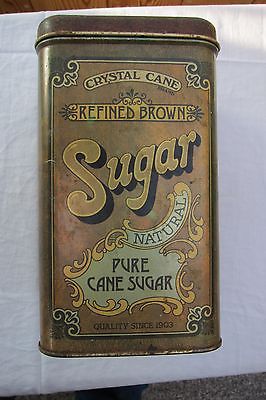 CRYSTAL CANE
BRAND
REFINED BROWN
Sugar
NATURAL
PURE
CANE SUGAR
QUALITY SINCE 1903